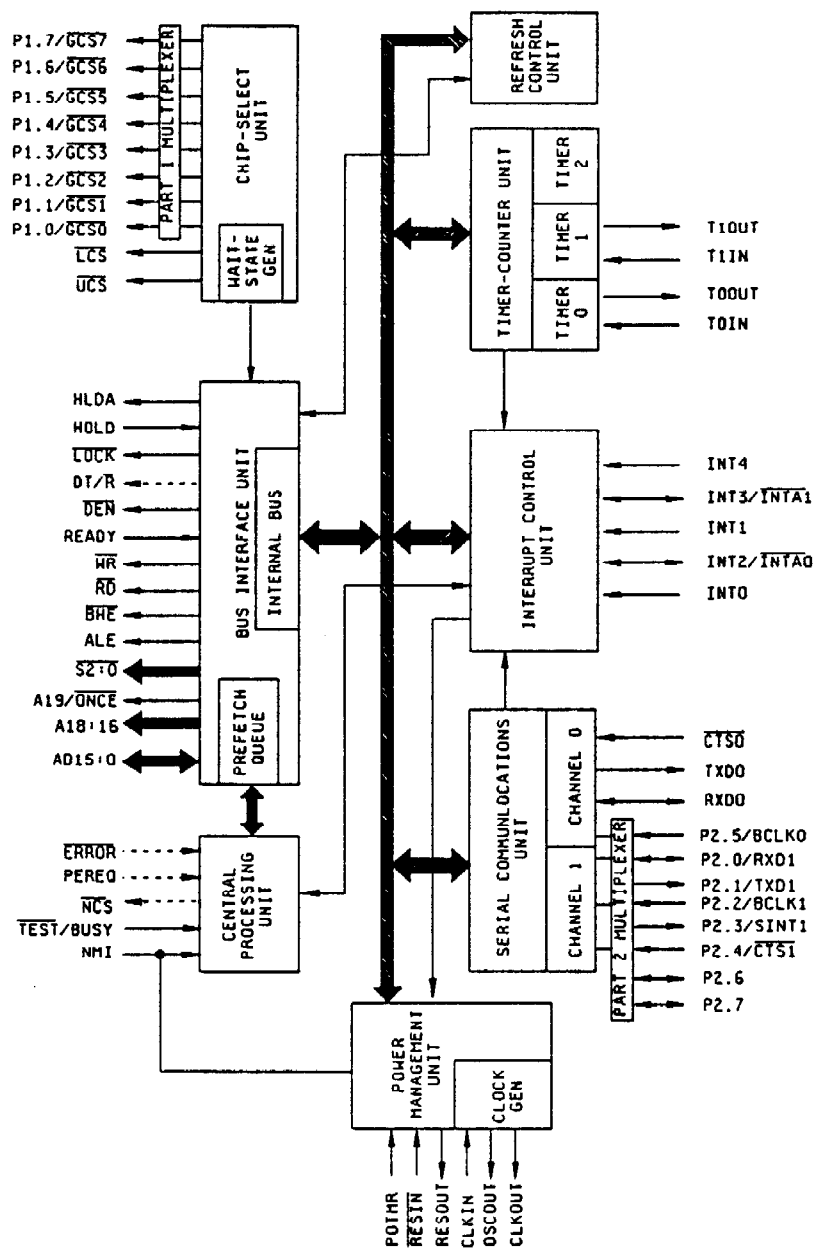 P1.7/GCS7
P1.6/GCS6
P1.5/GCS5
P1.4/GCS4
P1.3/GCS3
P1.2/GCS2
P1.1/GCS1
P1.0/GCS0
LCS
UCS
PART 1 MULTIPLEXER
CHIP-SELECT
UNIT
WAIT-
STATE
GEN
REFRESH
CONTROL
UNIT
TIMER-COUNTER UNIT
TIMER
2
TIMER
1
TIMER
0
T1OUT
T1IN
T0OUT
T0IN
HLDA
HOLD
LOCK
DT/R
DEN
READY
WR
RD
BHE
ALE
S2:0
A19/ONCE
A18:16
AD15:0
BUS INTERFACE UNIT
INTERNAL BUS
PREFETCH
QUEUE
INTERRUPT CONTROL
UNIT
INT4
INT3/INTA1
INT1
INT2/INTA0
INT0
ERROR
PEREQ
NCS
TEST/BUSY
NMI
CENTRAL
PROCESSING
UNIT
SERIAL COMMUNLOCATIONS
UNIT
CHANNEL 0
CHANNEL 1
PART 2 MULTIPLEXER
CTS0
TXD0
RXD0
P2.5/BCLK0
P2.0/RXD1
P2.1/TXD1
P2.2/BCLK1
P2.3/SINT1
P2.4/CTS1
P2.6
P2.7
POWER
MANAGEMENT
UNIT
CLOCK
GEN
POTMR
RESIN
RESOUT
CLKIN
OSCOUT
CLKOUT